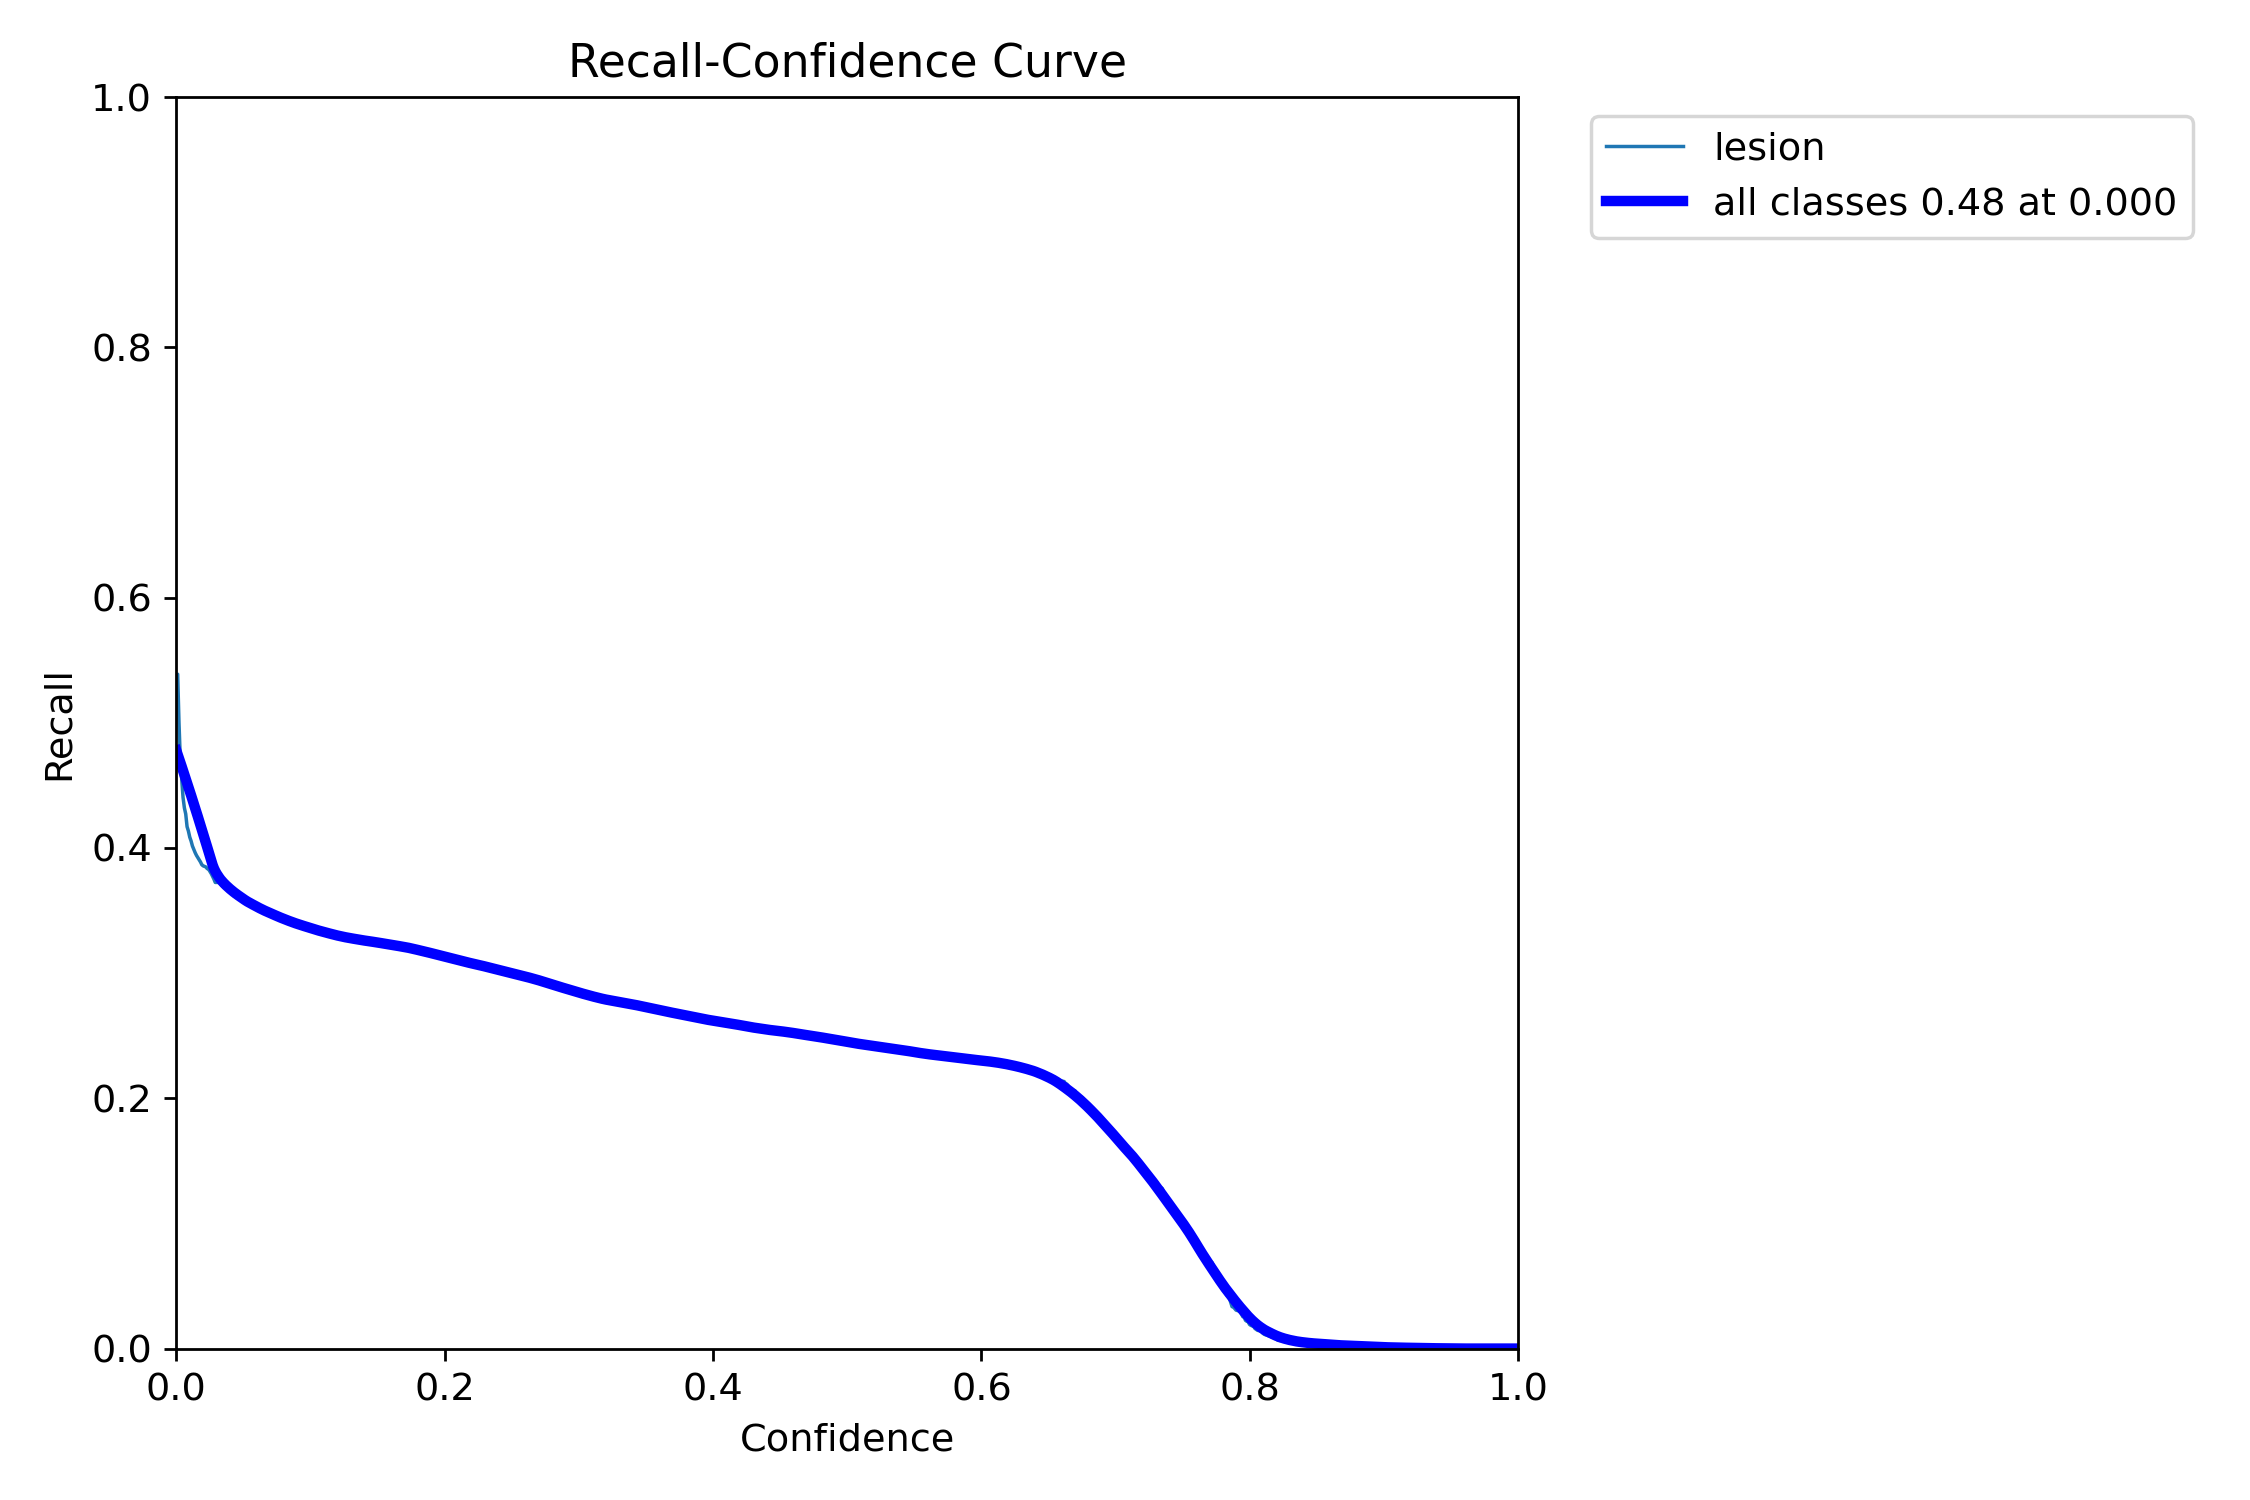 Recall-Confidence Curve
1.0
0.8
0.6
0.4
0.2
0.0
Recall
0.0 0.2 0.4 0.6 0.8 1.0
Confidence
lesion
all classes 0.48 at 0.000